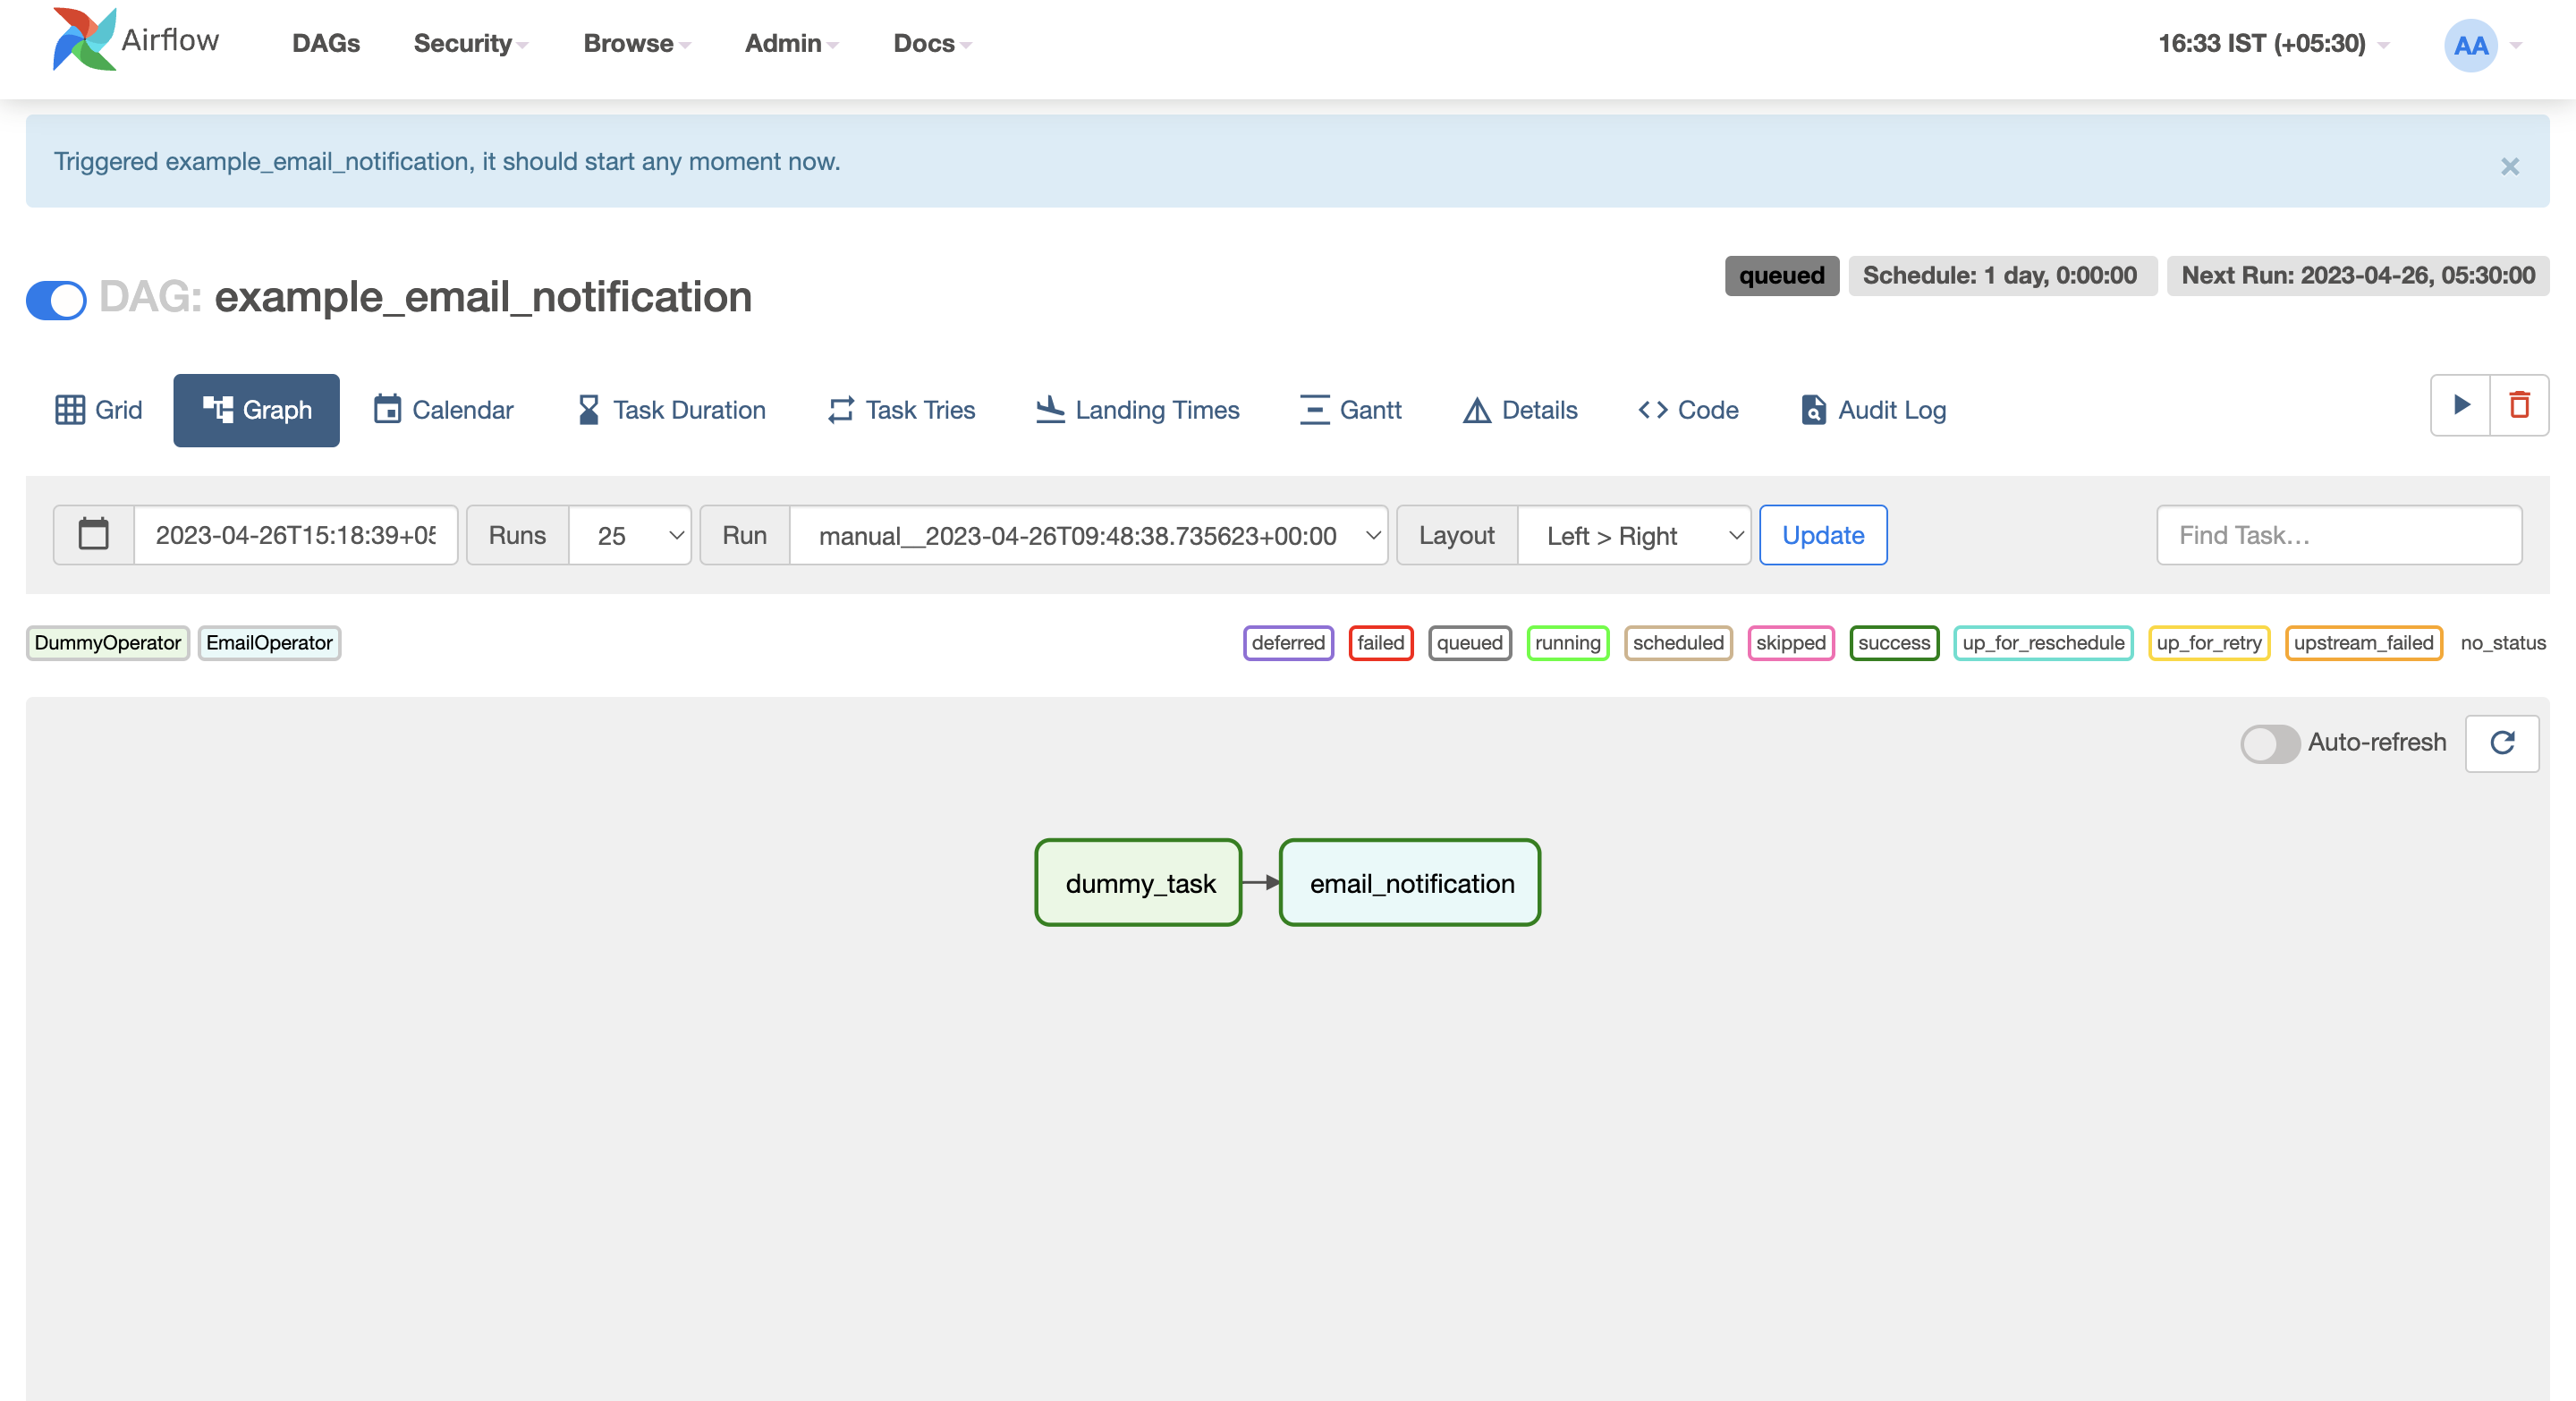 Airflow DAGs Security Browse Admin Docs 16:33 IST (+05:30) AA
Triggered example_email_notification, it should start any moment now. ×
queued Schedule: 1 day, 0:00:00 Next Run: 2023-04-26, 05:30:00
DAG: example_email_notification
Grid Graph Calendar Task Duration Task Tries Landing Times Gantt Details Code Audit Log
2023-04-26T15:18:39+05 Runs 25 Run manual__2023-04-26T09:48:38.735623+00:00 Layout Left > Right Update Find Task...
DummyOperator EmailOperator deferred failed queued running scheduled skipped success up_for_reschedule up_for_retry upstream_failed no_status
Auto-refresh
dummy_task email_notification